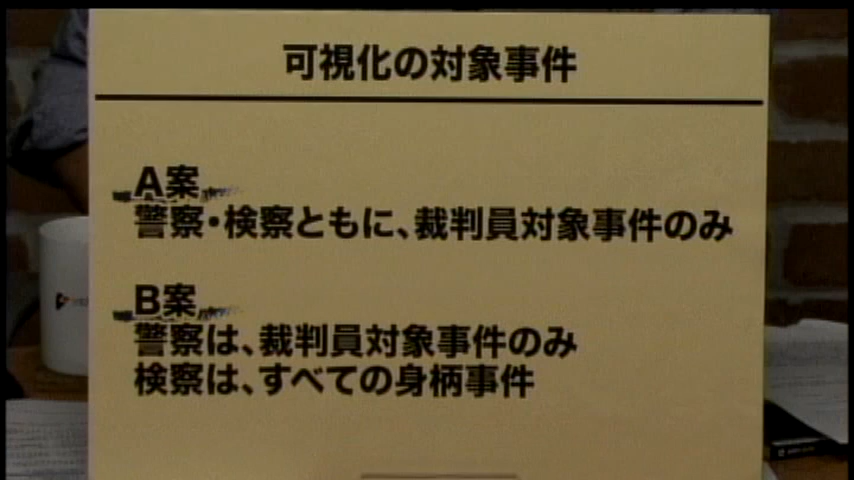 可視化の対象事件
A案
警察・検察ともに、裁判員対象事件のみ
B案
警察は、裁判員対象事件のみ
検察は、すべての身柄事件